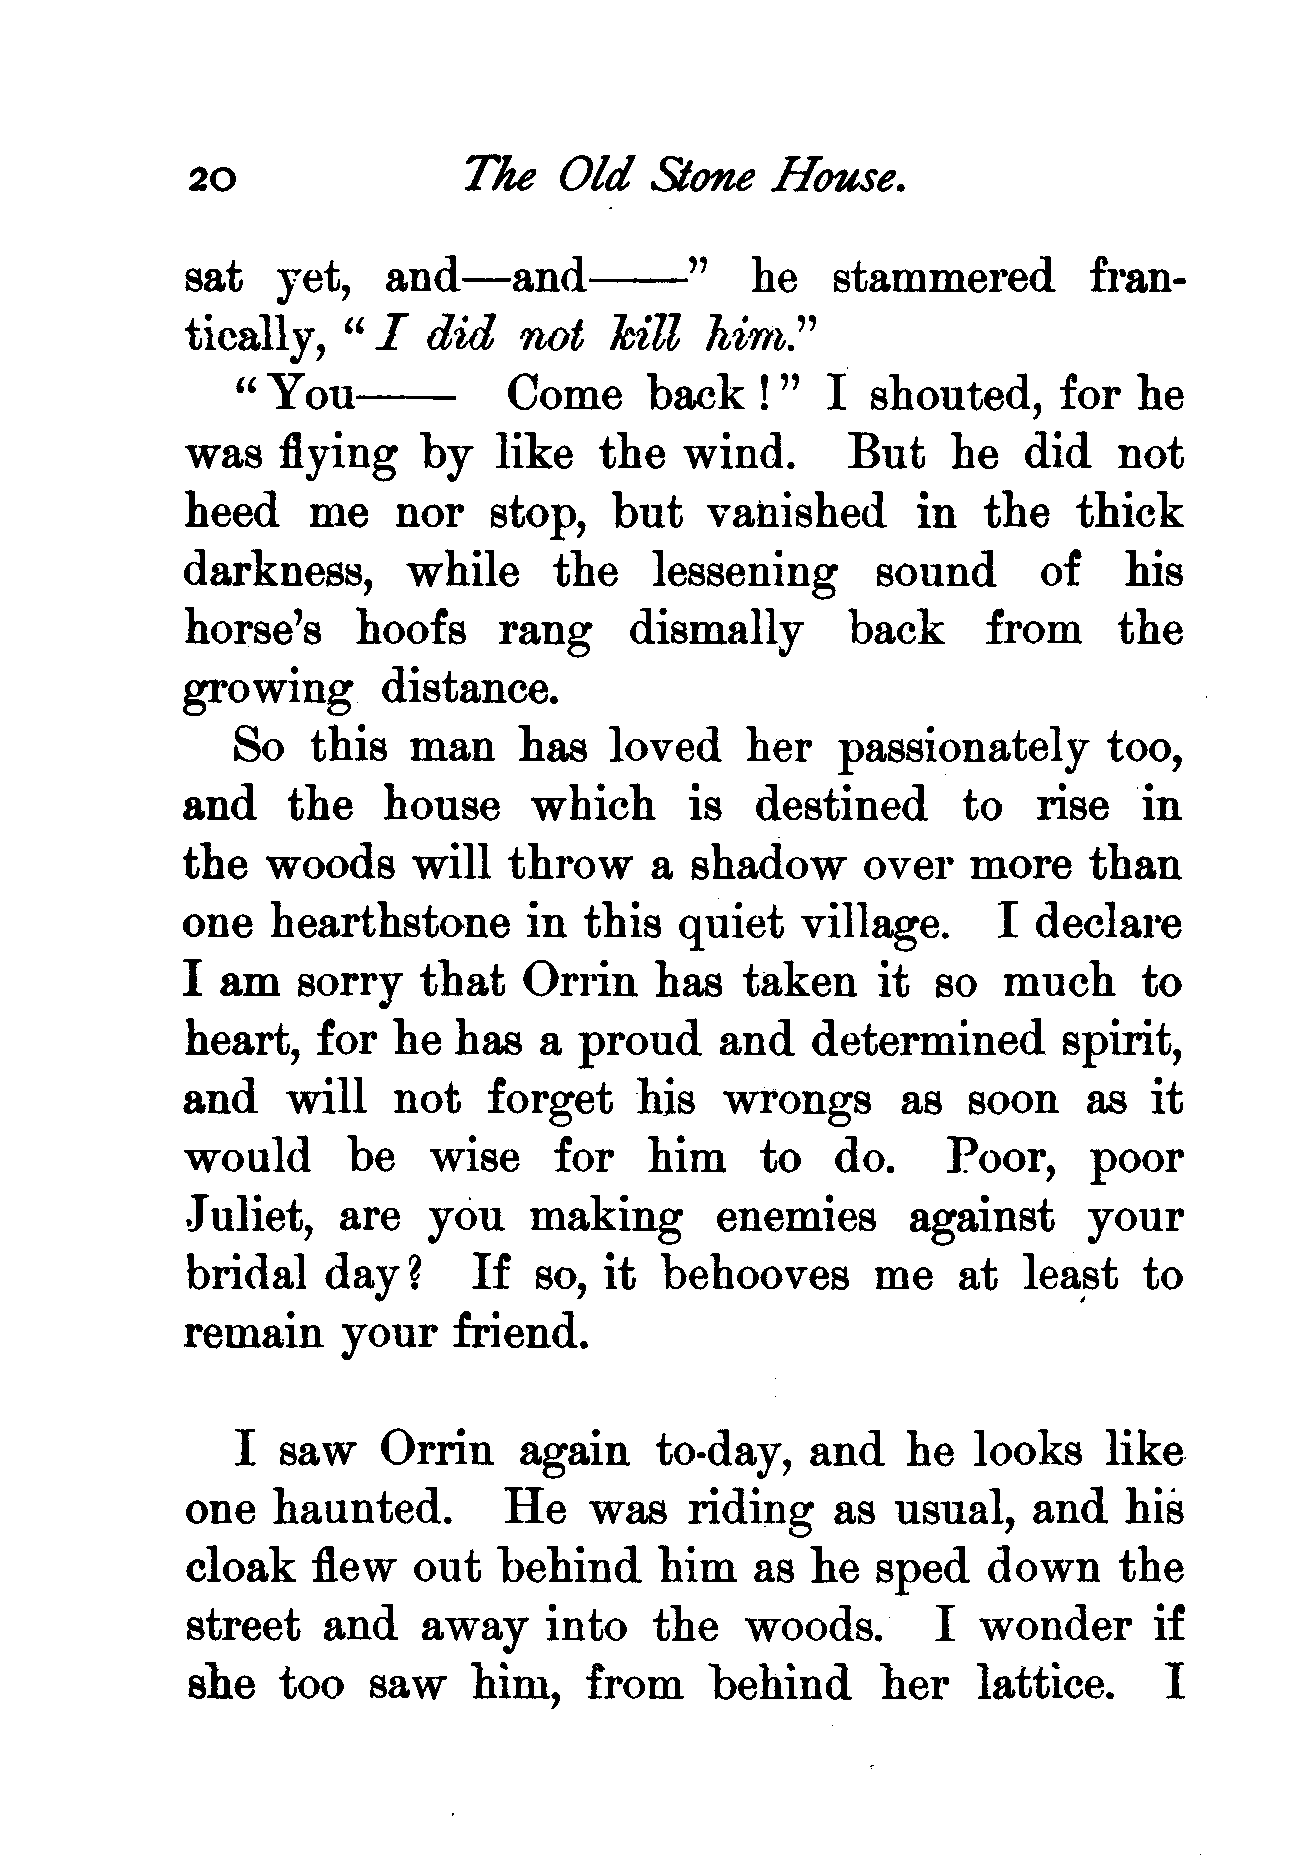 20 The Old Stone House.
sat yet, and—and——" he stammered fran-
tically, "I did not kill him."
"You—— Come back!" I shouted, for he
was flying by like the wind. But he did not
heed me nor stop, but vanished in the thick
darkness, while the lessening sound of his
horse's hoofs rang dismally back from the
growing distance.
So this man has loved her passionately too,
and the house which is destined to rise in
the woods will throw a shadow over more than
one hearthstone in this quiet village. I declare
I am sorry that Orrin has taken it so much to
heart, for he has a proud and determined spirit,
and will not forget his wrongs as soon as it
would be wise for him to do. Poor, poor
Juliet, are you making enemies against your
bridal day? If so, it behooves me at least to
remain your friend.
I saw Orrin again to-day, and he looks like
one haunted. He was riding as usual, and his
cloak flew out behind him as he sped down the
street and away into the woods. I wonder if
she too saw him, from behind her lattice. I